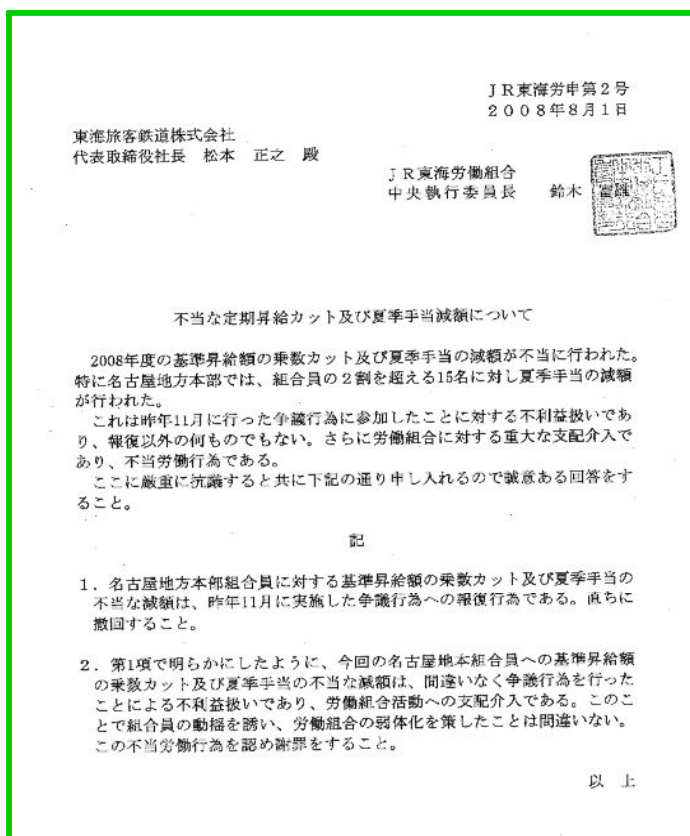 JR東海労申第2号
2008年8月1日
東海旅客鉄道株式会社
代表取締役社長 松本 正之 殿
JR東海労働組合
中央執行委員長 鈴木
不当な定期昇給カット及び夏季手当減額について
2008年度の基準昇給額の乗数カット及び夏季手当の減額が不当に行われた。
特に名古屋地方本部では、組合員の2割を超える15名に対し夏季手当の減額
が行われた。
これは昨年11月に行った争議行為に参加したことに対する不利益扱いであ
り、報復以外の何ものでもない。さらに労働組合に対する重大な支配介入で
あり、不当労働行為である。
ここに厳重に抗議すると共に下記の通り申し入れるので誠意ある回答をす
ること。
記
1.名古屋地方本部組合員に対する基準昇給額の乗数カット及び夏季手当の
不当な減額は、昨年11月に実施した争議行為への報復行為である。直ちに
撤回すること。
2.第1項で明らかにしたように、今回の名古屋地本組合員への基準昇給額
の乗数カット及び夏季手当の不当な減額は、間違いなく争議行為を行った
ことによる不利益扱いであり、労働組合活動への支配介入である。このこ
とで組合員の動揺を誘い、労働組合の弱体化を策したことは間違いない。
この不当労働行為を認め謝罪をすること。
以 上